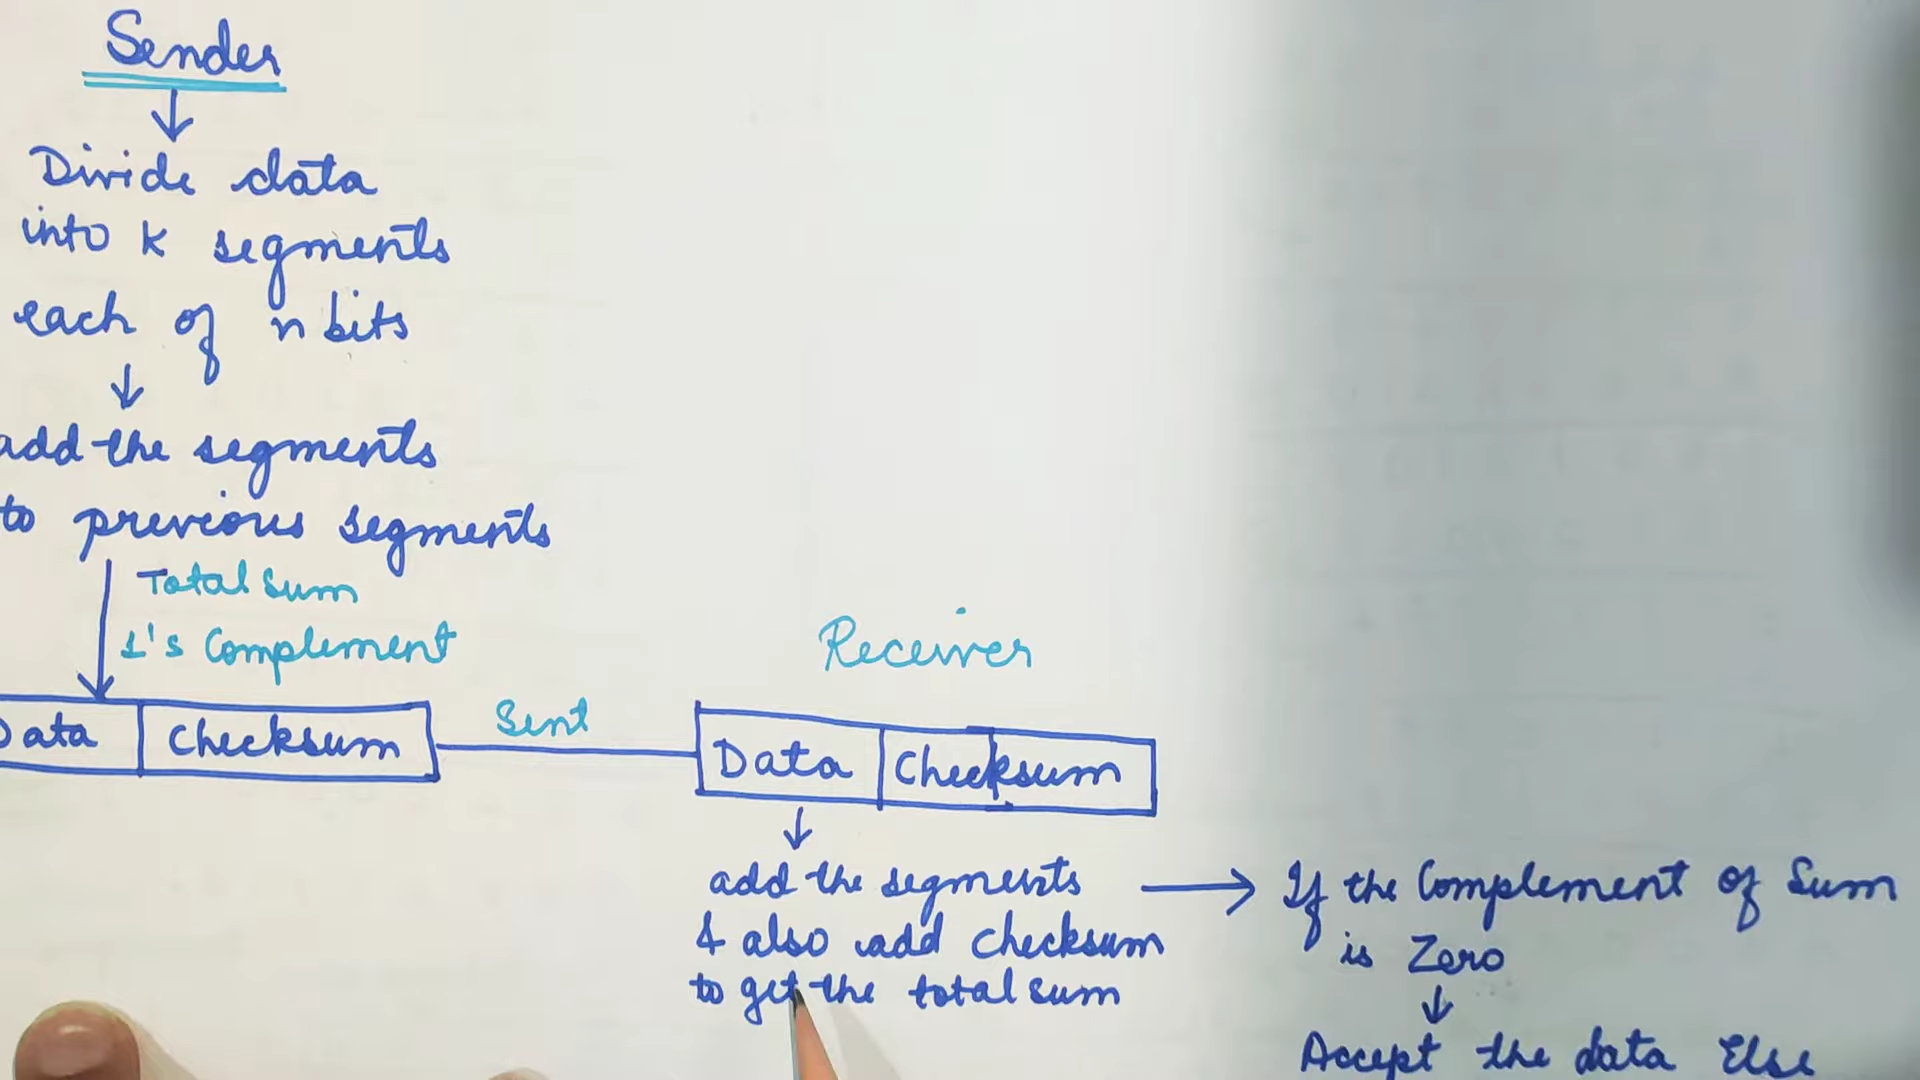 Sender
Divide data
into K segments
each of n bits
add the segments
to previous segments
Total Sum
1's Complement
Data Checksum
Sent
Receiver
Data Checksum
add the segments
& also add checksum
to get the total sum
If the Complement of Sum
is Zero
Accept the data Else